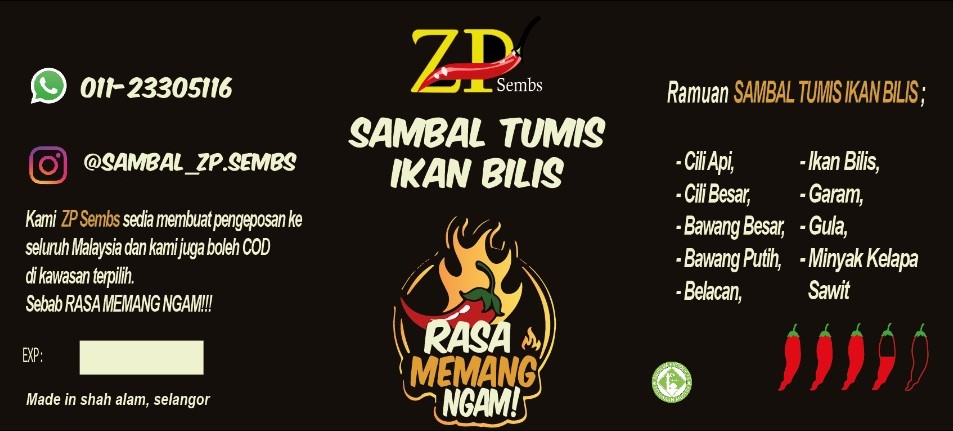 011-23305116
@SAMBAL_ZP.SEMBS
Kami ZP Sembs sedia membuat pengeposan ke
seluruh Malaysia dan kami juga boleh COD
di kawasan terpilih.
Sebab RASA MEMANG NGAM!!!
EXP:
Made in shah alam, selangor
ZP
Sembs
SAMBAL TUMIS
IKAN BILIS
RASA
MEMANG
NGAM!
Ramuan SAMBAL TUMIS IKAN BILIS ;
- Cili Api,
- Cili Besar,
- Bawang Besar,
- Bawang Putih,
- Belacan,
- Ikan Bilis,
- Garam,
- Gula,
- Minyak Kelapa
Sawit